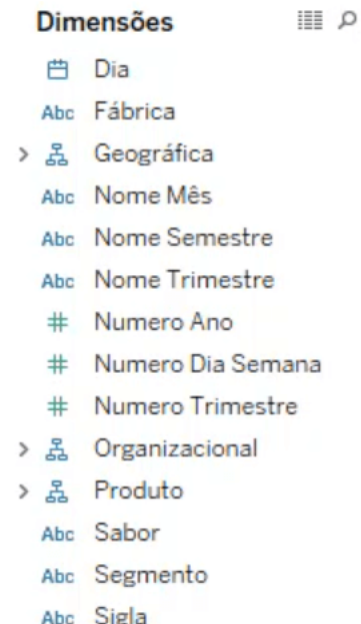 Dimensões
Dia
Abc Fábrica
Geográfica
Abc Nome Mês
Abc Nome Semestre
Abc Nome Trimestre
# Numero Ano
# Numero Dia Semana
# Numero Trimestre
Organizacional
Produto
Abc Sabor
Abc Segmento
Abc Sigla